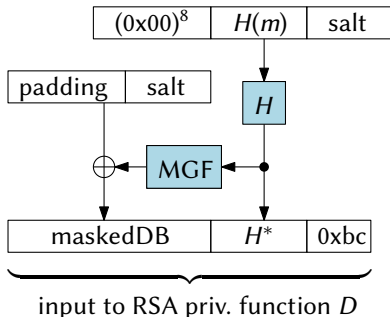 (0x00)⁸ H(m) salt
padding salt
H
MGF
maskedDB H* 0xbc
input to RSA priv. function D